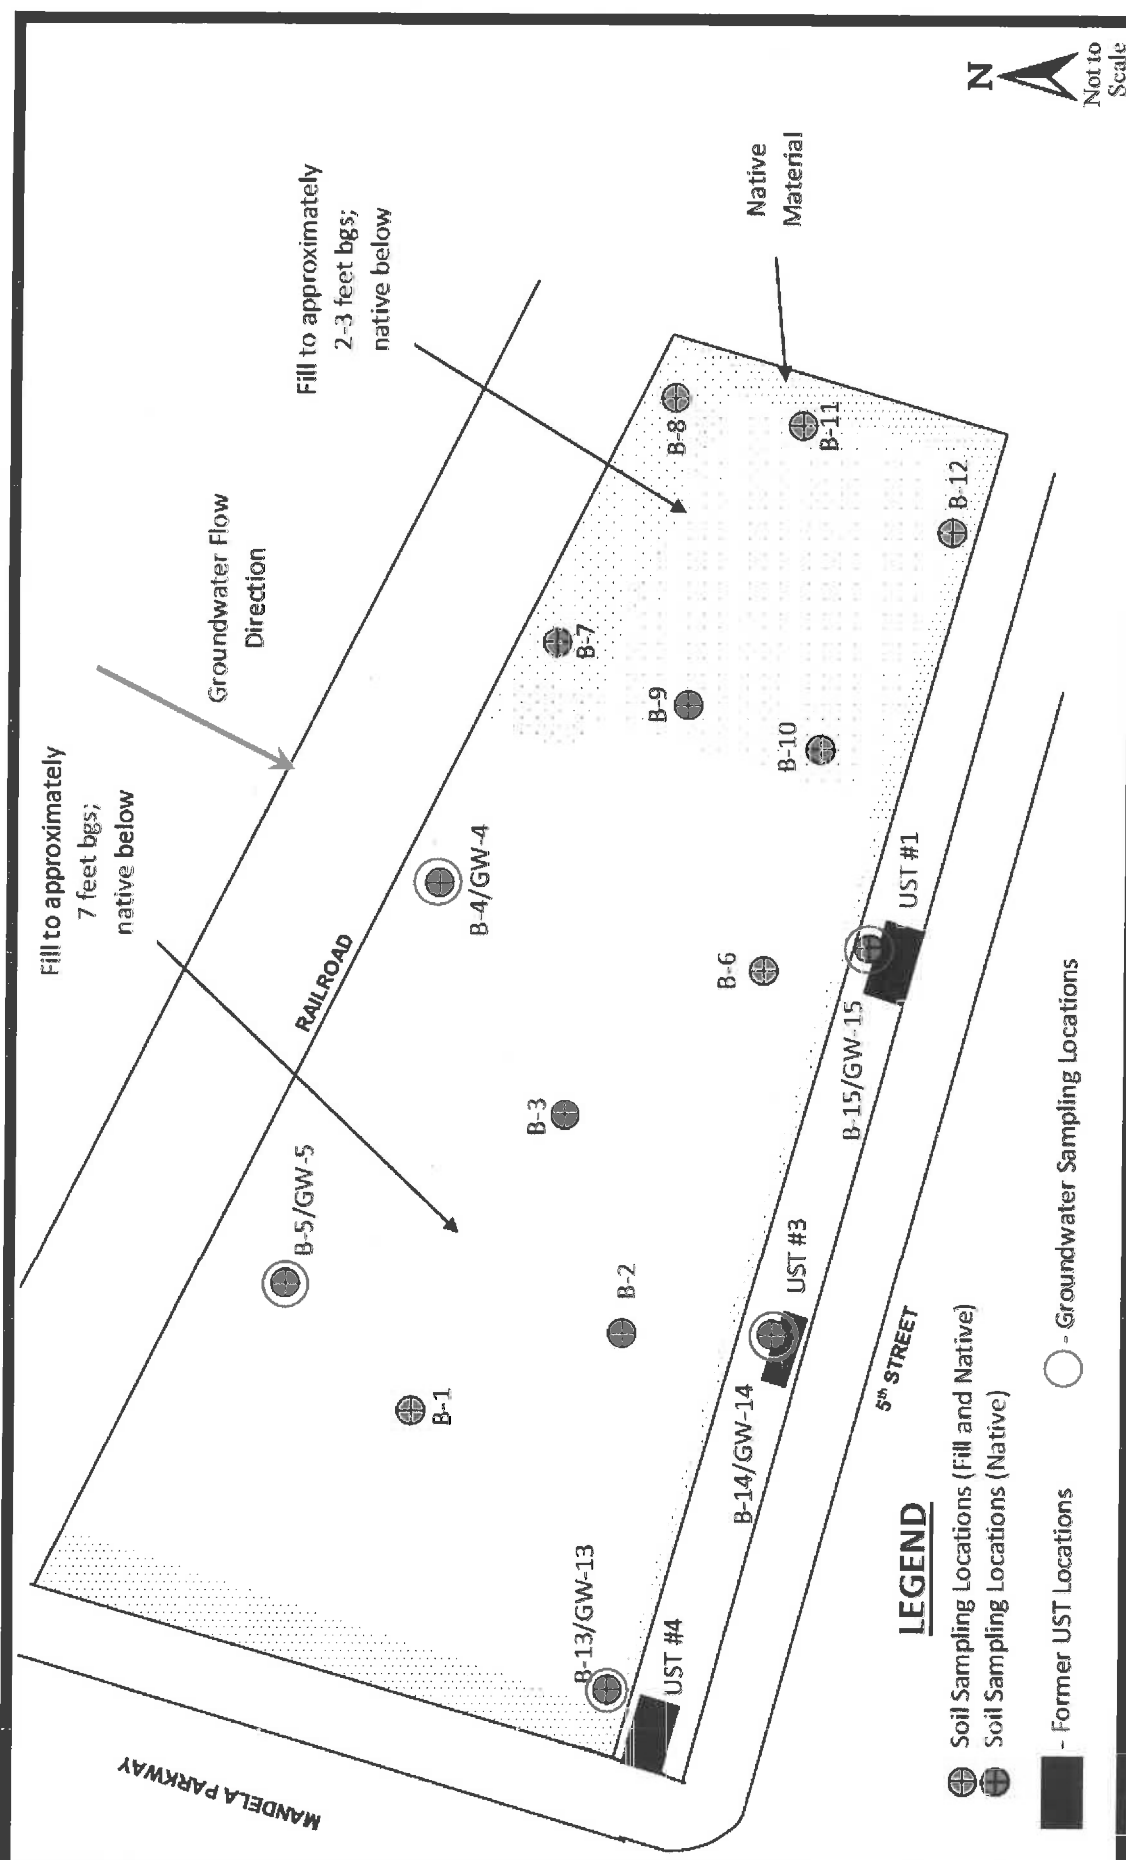 Fill to approximately
7 feet bgs;
native below
Groundwater Flow
Direction
Fill to approximately
2-3 feet bgs;
native below
Native
Material
N
Not to
Scale
RAILROAD
MANDELA PARKWAY
5th STREET
B-5/GW-5
B-4/GW-4
B-1
B-2
B-3
B-6
B-7
B-8
B-9
B-10
B-11
B-12
B-13/GW-13
UST #4
B-14/GW-14
UST #3
B-15/GW-15
UST #1
LEGEND
Soil Sampling Locations (Fill and Native)
Soil Sampling Locations (Native)
- Former UST Locations
- Groundwater Sampling Locations